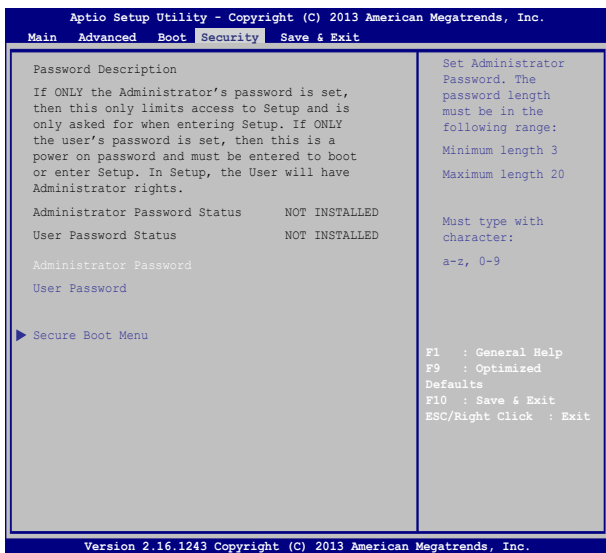 Aptio Setup Utility - Copyright (C) 2013 American Megatrends, Inc.
Main Advanced Boot Security Save & Exit
Password Description
If ONLY the Administrator's password is set,
then this only limits access to Setup and is
only asked for when entering Setup. If ONLY
the user's password is set, then this is a
power on password and must be entered to boot
or enter Setup. In Setup, the User will have
Administrator rights.
Administrator Password Status NOT INSTALLED
User Password Status NOT INSTALLED
Administrator Password
User Password
Secure Boot Menu
Set Administrator
Password. The
password length
must be in the
following range:
Minimum length 3
Maximum length 20
Must type with
character:
a-z, 0-9
F1 : General Help
F9 : Optimized
Defaults
F10 : Save & Exit
ESC/Right Click : Exit
Version 2.16.1243 Copyright (C) 2013 American Megatrends, Inc.